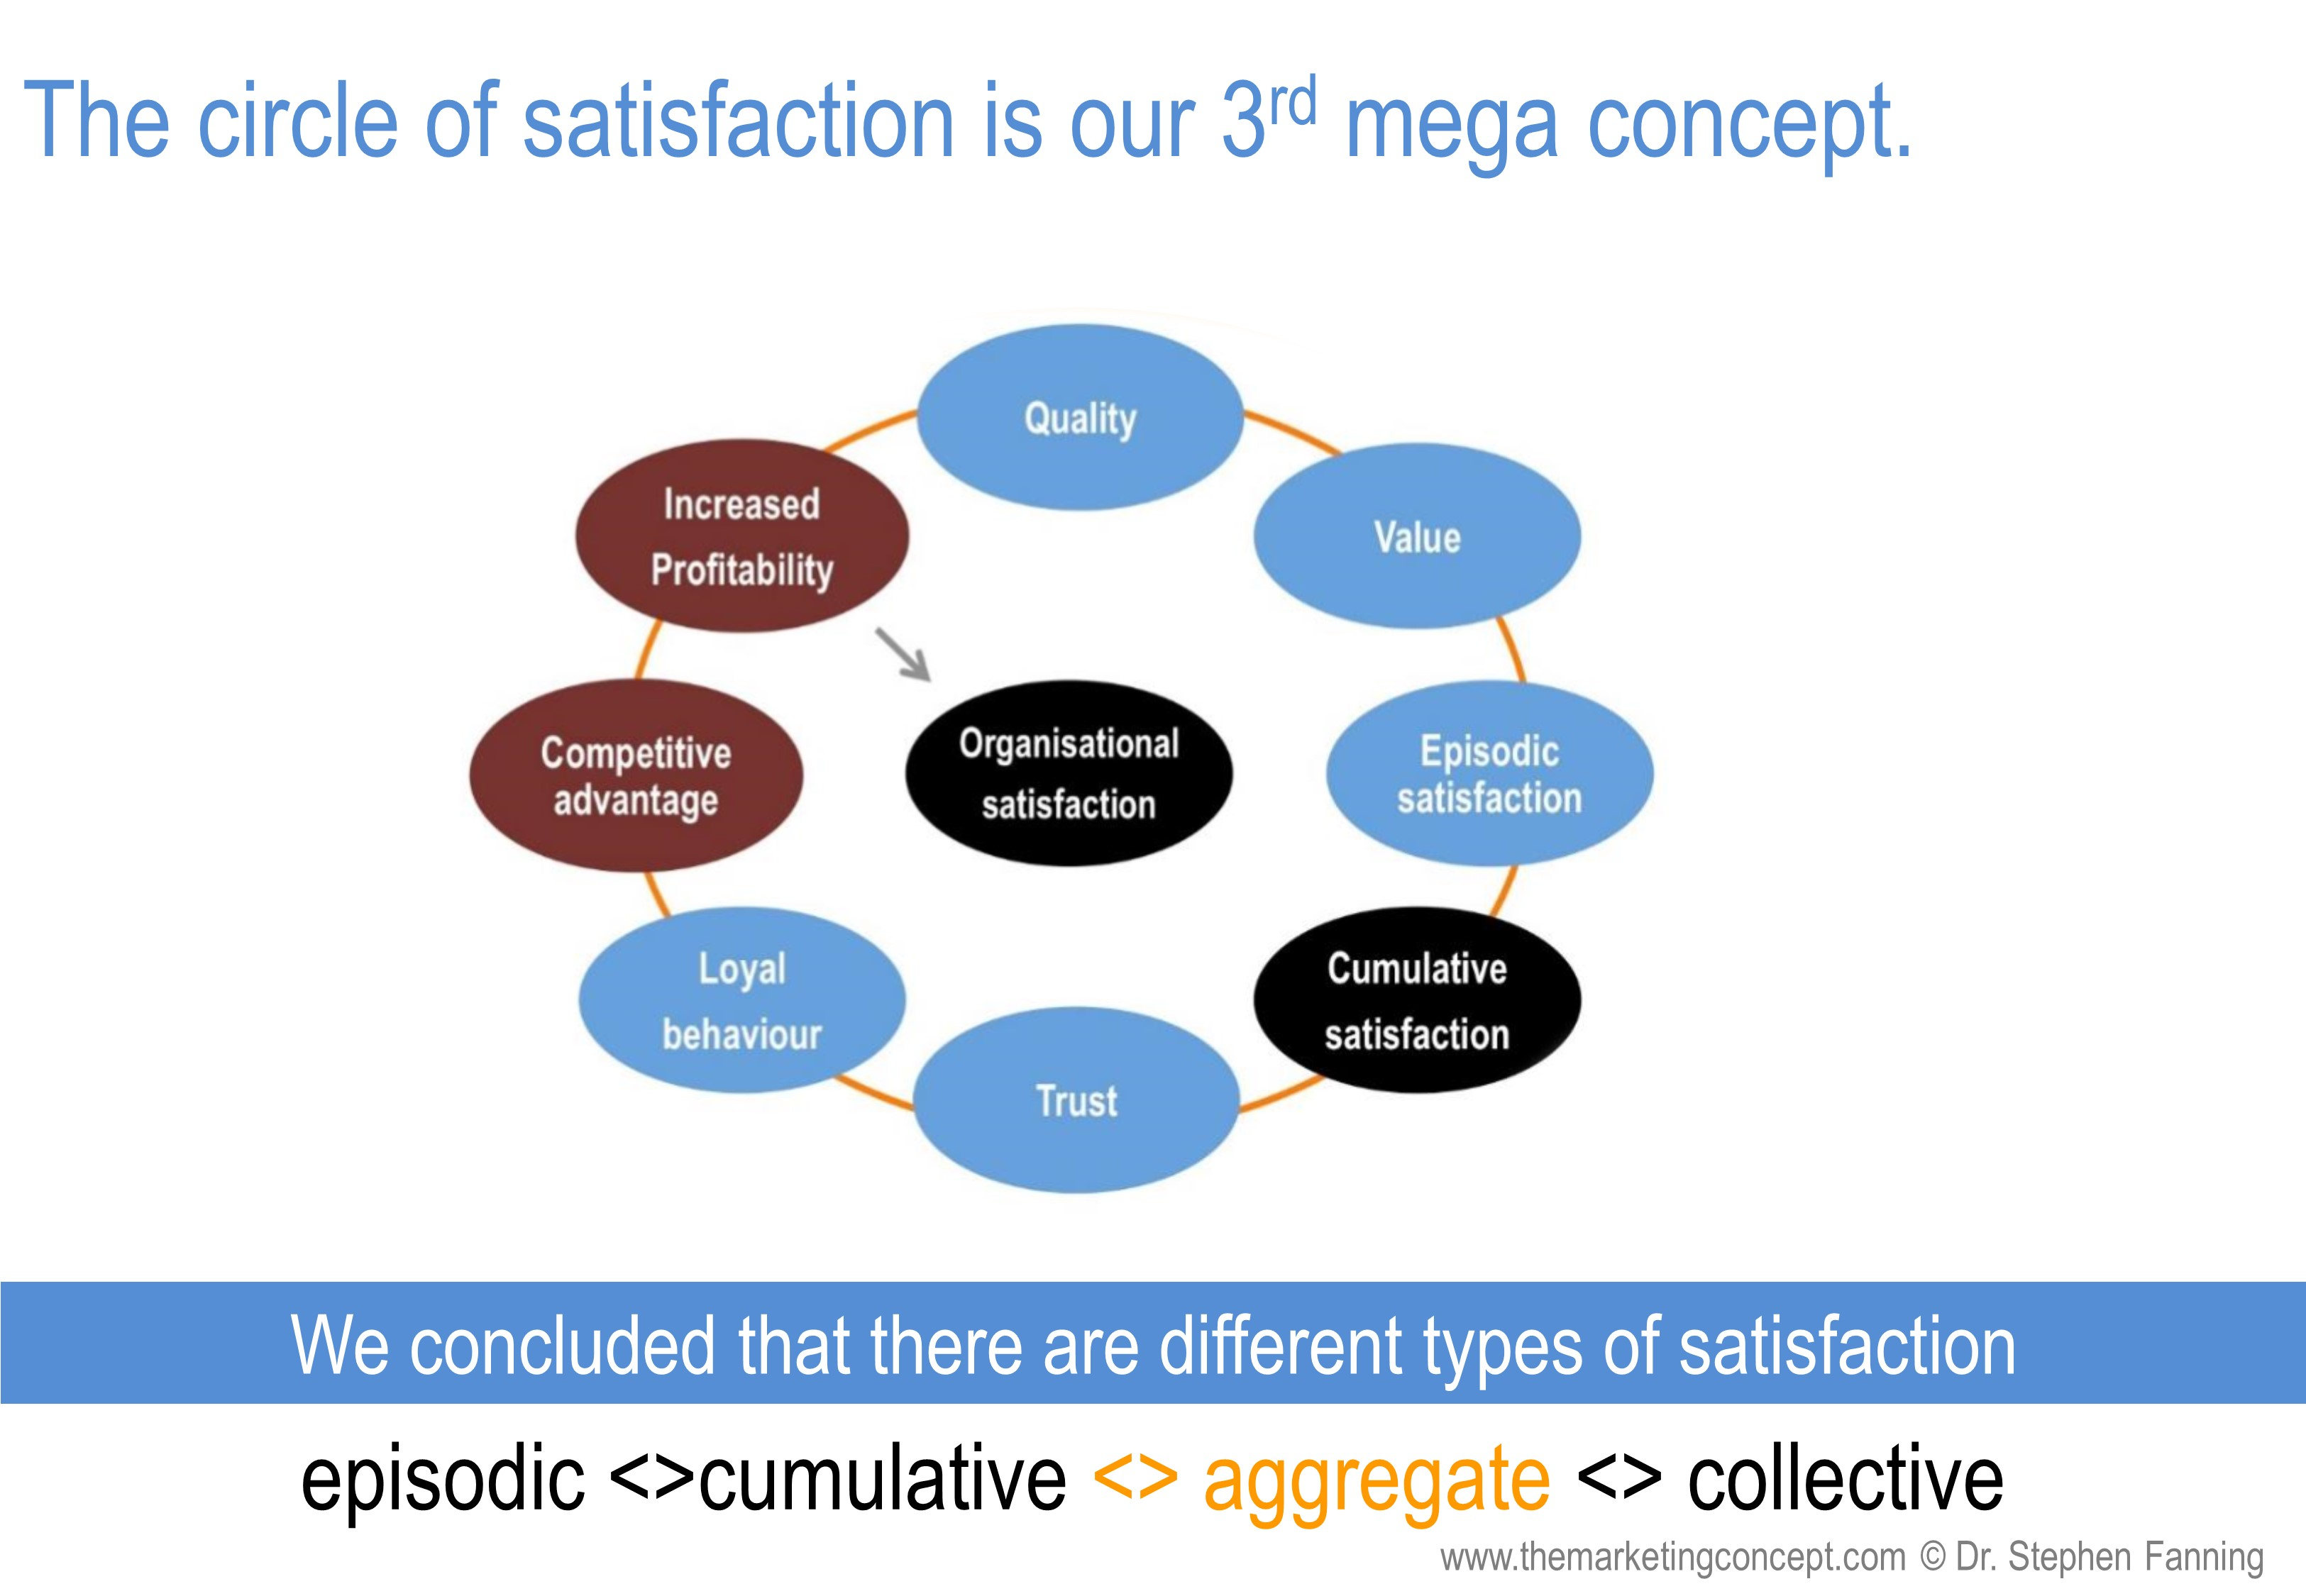 The circle of satisfaction is our 3rd mega concept.
Quality
Increased
Profitability
Value
Competitive
advantage
Organisational
satisfaction
Episodic
satisfaction
Loyal
behaviour
Cumulative
satisfaction
Trust
We concluded that there are different types of satisfaction
episodic <>cumulative <> aggregate <> collective
www.themarketingconcept.com © Dr. Stephen Fanning